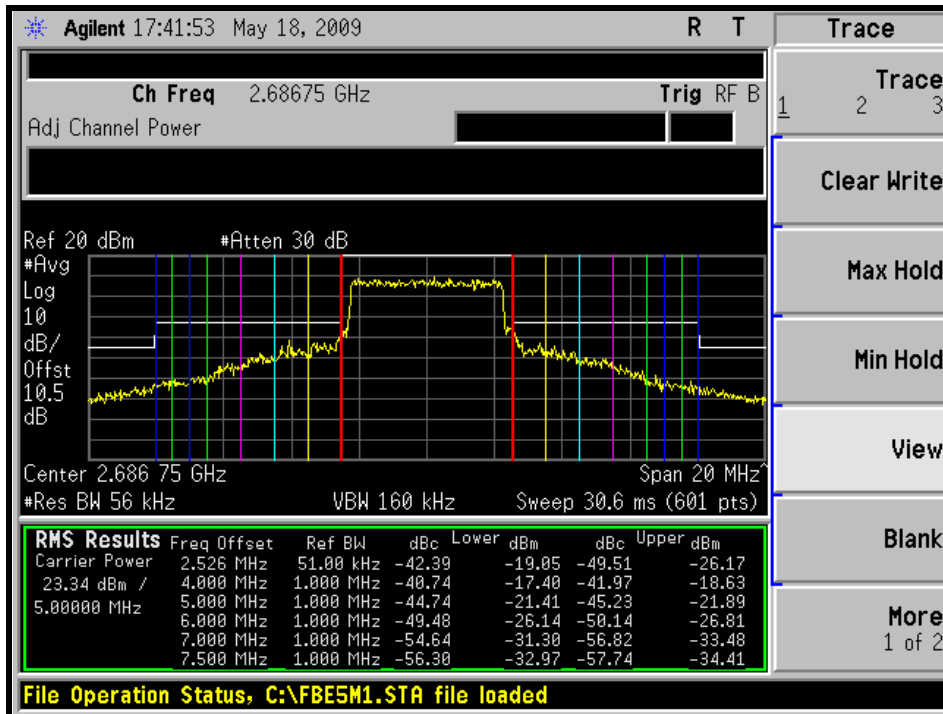 Agilent 17:41:53 May 18, 2009 R T
Trace
Ch Freq 2.68675 GHz Trig RF B
Adj Channel Power
Trace
1 2 3
Clear Write
Max Hold
Min Hold
View
Blank
More
1 of 2
Ref 20 dBm #Atten 30 dB
#Avg
Log
10
dB/
Offst
10.5
dB
Center 2.686 75 GHz Span 20 MHz^
#Res BW 56 kHz VBW 160 kHz Sweep 30.6 ms (601 pts)
RMS Results Freq Offset Ref BW dBc Lower dBm dBc Upper dBm
Carrier Power 2.526 MHz 51.00 kHz -42.39 -19.05 -49.51 -26.17
23.34 dBm / 4.000 MHz 1.000 MHz -40.74 -17.40 -41.97 -18.63
5.00000 MHz 5.000 MHz 1.000 MHz -44.74 -21.41 -45.23 -21.89
6.000 MHz 1.000 MHz -49.48 -26.14 -50.14 -26.81
7.000 MHz 1.000 MHz -54.64 -31.30 -56.82 -33.48
7.500 MHz 1.000 MHz -56.30 -32.97 -57.74 -34.41
File Operation Status, C:\FBE5M1.STA file loaded